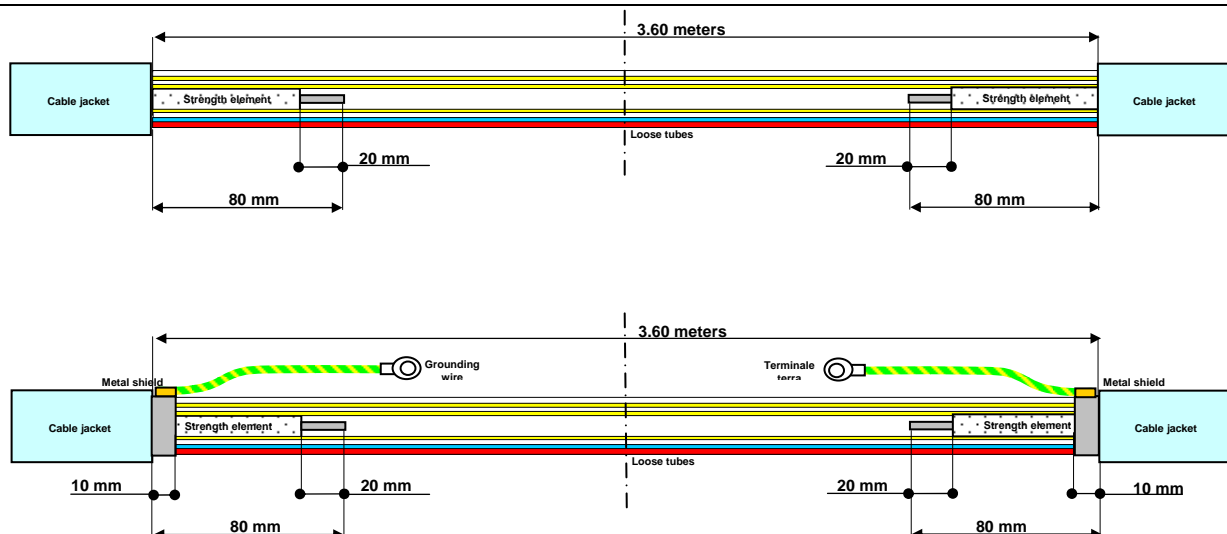 3.60 meters
Cable jacket
Strength element
Strength element
Cable jacket
Loose tubes
20 mm
20 mm
80 mm
80 mm
3.60 meters
Metal shield
Grounding
wire
Terminale
terra
Metal shield
Cable jacket
Strength element
Strength element
Cable jacket
Loose tubes
10 mm
20 mm
20 mm
10 mm
80 mm
80 mm